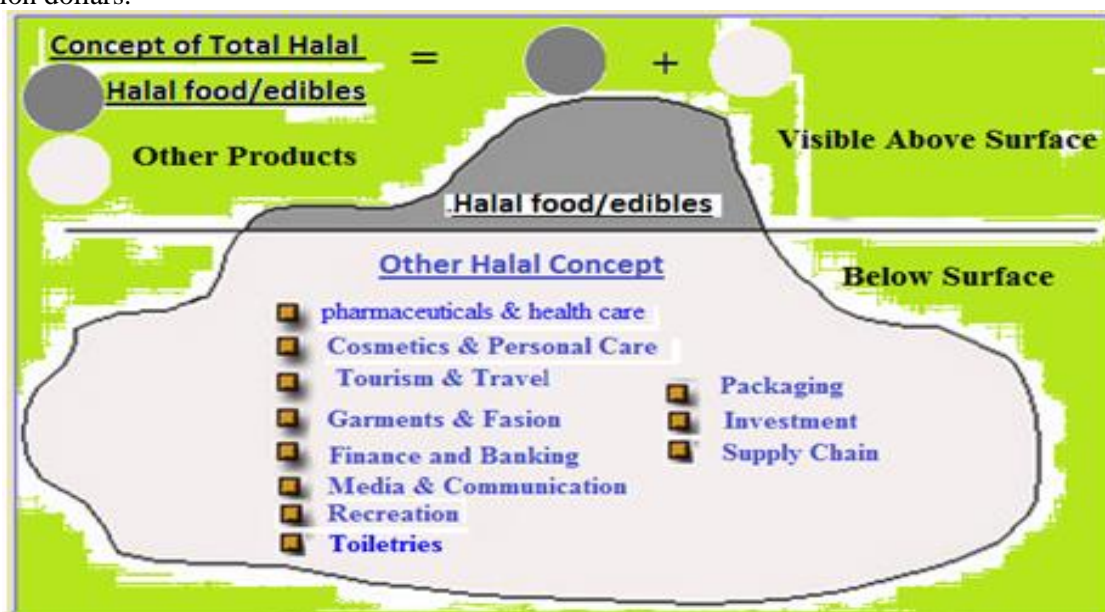 ion dollars.
Concept of Total Halal = +
Halal food/edibles
Other Products
Visible Above Surface
.Halal food/edibles
Other Halal Concept
Below Surface
pharmaceuticals & health care
Cosmetics & Personal Care
Tourism & Travel
Garments & Fasion
Finance and Banking
Media & Communication
Recreation
Toiletries
Packaging
Investment
Supply Chain